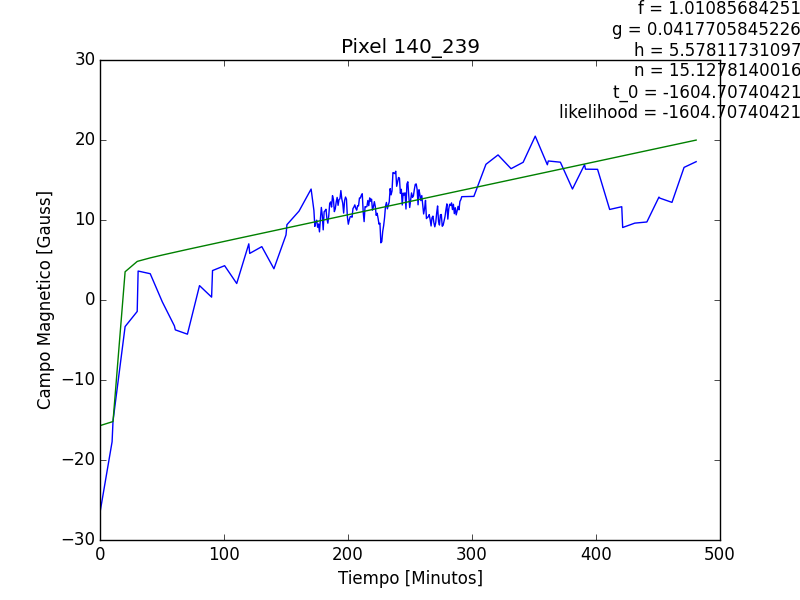 f = 1.01085684251
g = 0.0417705845226
Pixel 140_239
h = 5.57811731097
n = 15.1278140016
t_0 = -1604.70740421
likelihood = -1604.70740421
30
20
10
0
−10
−20
−30
Campo Magnetico [Gauss]
0 100 200 300 400 500
Tiempo [Minutos]